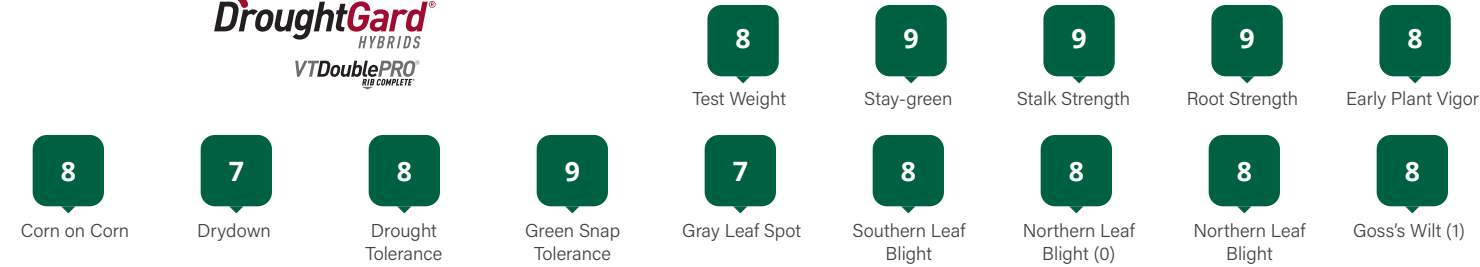 DroughtGard®
HYBRIDS
VTDoublePRO®
RIB COMPLETE®
8 9 9 9 8
Test Weight Stay-green Stalk Strength Root Strength Early Plant Vigor
8 7 8 9 7 8 8 8 8
Corn on Corn Drydown Drought Green Snap Gray Leaf Spot Southern Leaf Northern Leaf Northern Leaf Goss’s Wilt (1)
Tolerance Tolerance Blight Blight (0) Blight